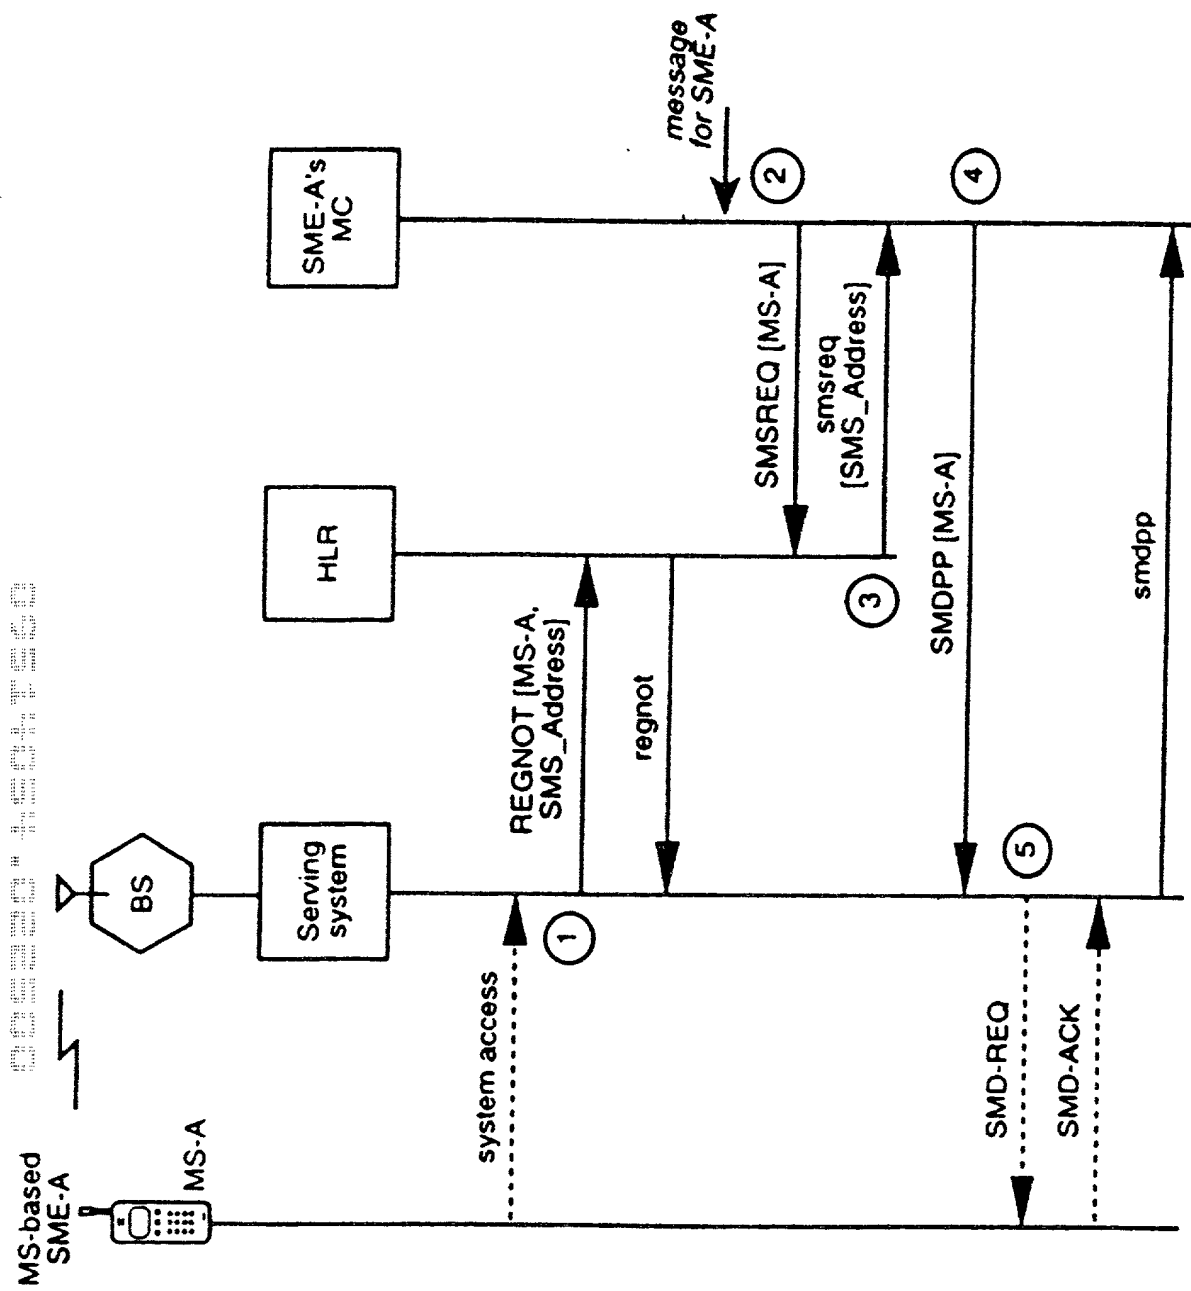 MS-based
SME-A
MS-A
BS
Serving
system
HLR
SME-A's
MC
system access
1
REGNOT [MS-A,
SMS_Address]
regnot
message
for SME-A
2
SMSREQ [MS-A]
smsreq
[SMS_Address]
3
4
SMDPP [MS-A]
5
SMD-REQ
SMD-ACK
smdpp